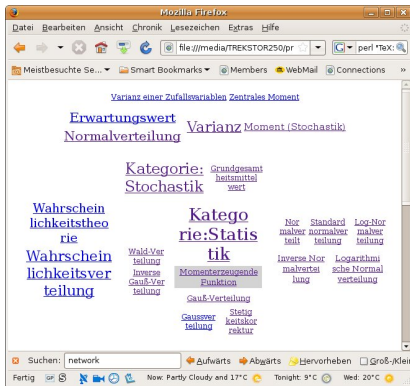 Mozilla Firefox
Datei Bearbeiten Ansicht Chronik Lesezeichen Extras Hilfe
file:///media/TREKSTOR250/pr
perl "TeX:
Meistbesuchte Se... Smart Bookmarks Members WebMail Connections »
Varianz einer Zufallsvariablen Zentrales Moment
Erwartungswert
Normalverteilung
Varianz Moment (Stochastik)
Kategorie:
Stochastik
Grundgesamt
heitsmittel
wert
Wahrschein
lichkeitstheo
rie
Wahrschein
lichkeitsver
teilung
Wald-Ver
teilung
Inverse
Gauß-Ver
teilung
Katego
rie:Statis
tik
Momenterzeugende
Funktion
Gauß-Verteilung
Gaussver
teilung
Stetig
keitskor
rektur
Nor
malver
teilt
Standard
normalver
teilung
Log-Nor
malver
teilung
Inverse Nor
malvertei
lung
Logarithmi
sche Normal
verteilung
Suchen: network Aufwärts Abwärts Hervorheben Groß-/Klei
Fertig Now: Partly Cloudy and 17°C Tonight: 9°C Wed: 20°C